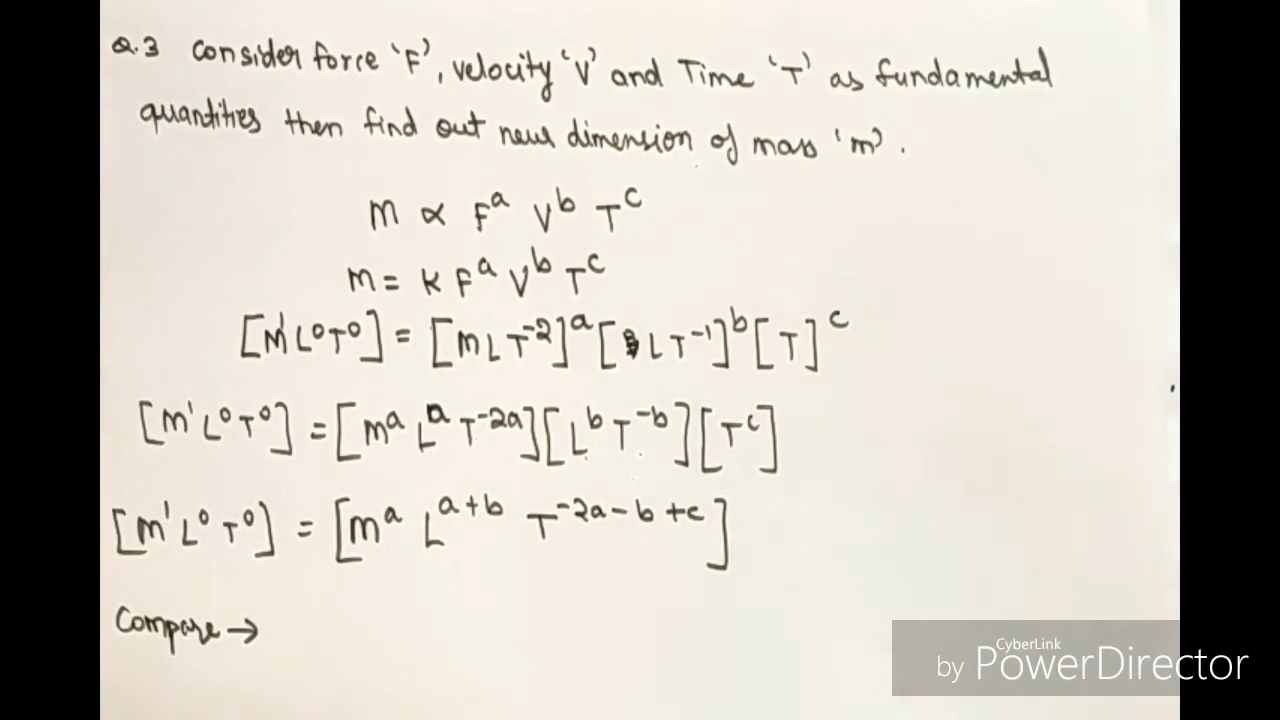 Q.3 Consider force 'F', velocity 'V' and Time 'T' as fundamental
quantities then find out new dimension of mass 'm'.
m ∝ F^a V^b T^c
m = K F^a V^b T^c
[M^1 L^0 T^0] = [M L T^-2]^a [L T^-1]^b [T]^c
[M^1 L^0 T^0] = [M^a L^a T^-2a] [L^b T^-b] [T^c]
[M^1 L^0 T^0] = [M^a L^a+b T^-2a-b+c]
Compare →
CyberLink
by PowerDirector